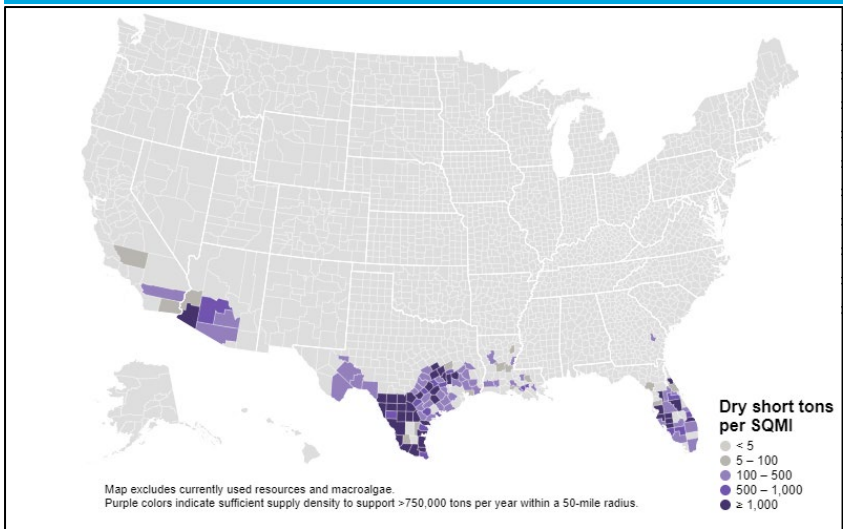 Dry short tons
per SQMI
< 5
5 – 100
100 – 500
500 – 1,000
≥ 1,000
Map excludes currently used resources and macroalgae.
Purple colors indicate sufficient supply density to support >750,000 tons per year within a 50-mile radius.